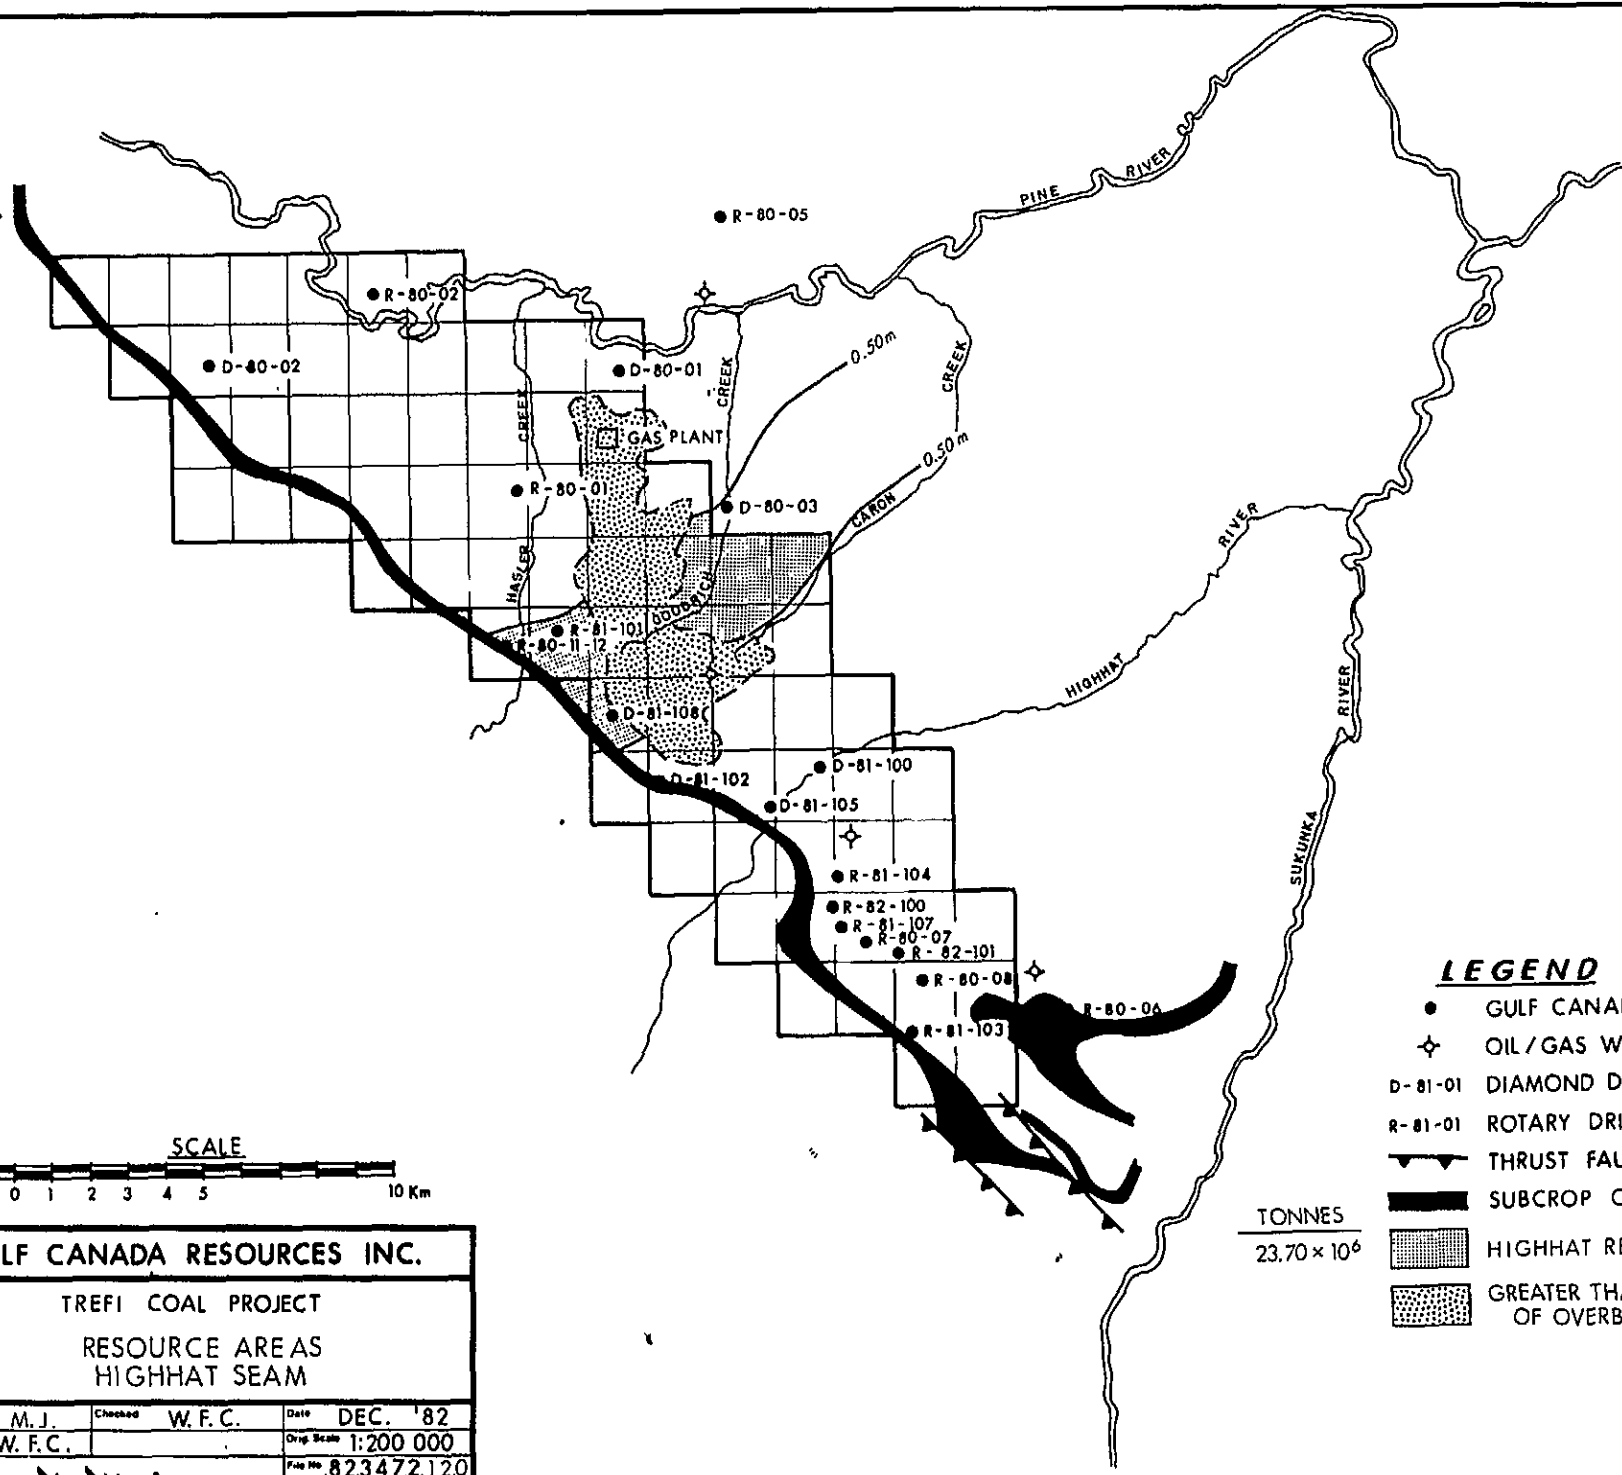 PINE RIVER
R-80-05
R-80-02
D-80-02
D-80-01
0.50m
CREEK
CREEK
CREEK
GAS PLANT
0.50m
R-80-01
D-80-03
CARON
HASLER
GOODRICH
RIVER
R-81-101
R-80-11-12
HIGHHAT
RIVER
D-81-108
D-81-102
D-81-100
D-81-105
SUKUNKA
R-81-104
R-82-100
R-81-107
R-80-07
R-82-101
R-80-08
R-80-06
R-81-103
LEGEND
GULF CANA
OIL/GAS W
D-81-01 DIAMOND D
R-81-01 ROTARY DRI
THRUST FAU
SUBCROP O
HIGHHAT RE
GREATER THA
OF OVERB
TONNES
23.70 × 10⁶
SCALE
0 1 2 3 4 5 10 Km
LF CANADA RESOURCES INC.
TREFI COAL PROJECT
RESOURCE AREAS
HIGHHAT SEAM
M.J. Checked W.F.C. Date DEC. '82
W.F.C. Orig. Scale 1:200 000
File No. 823472120